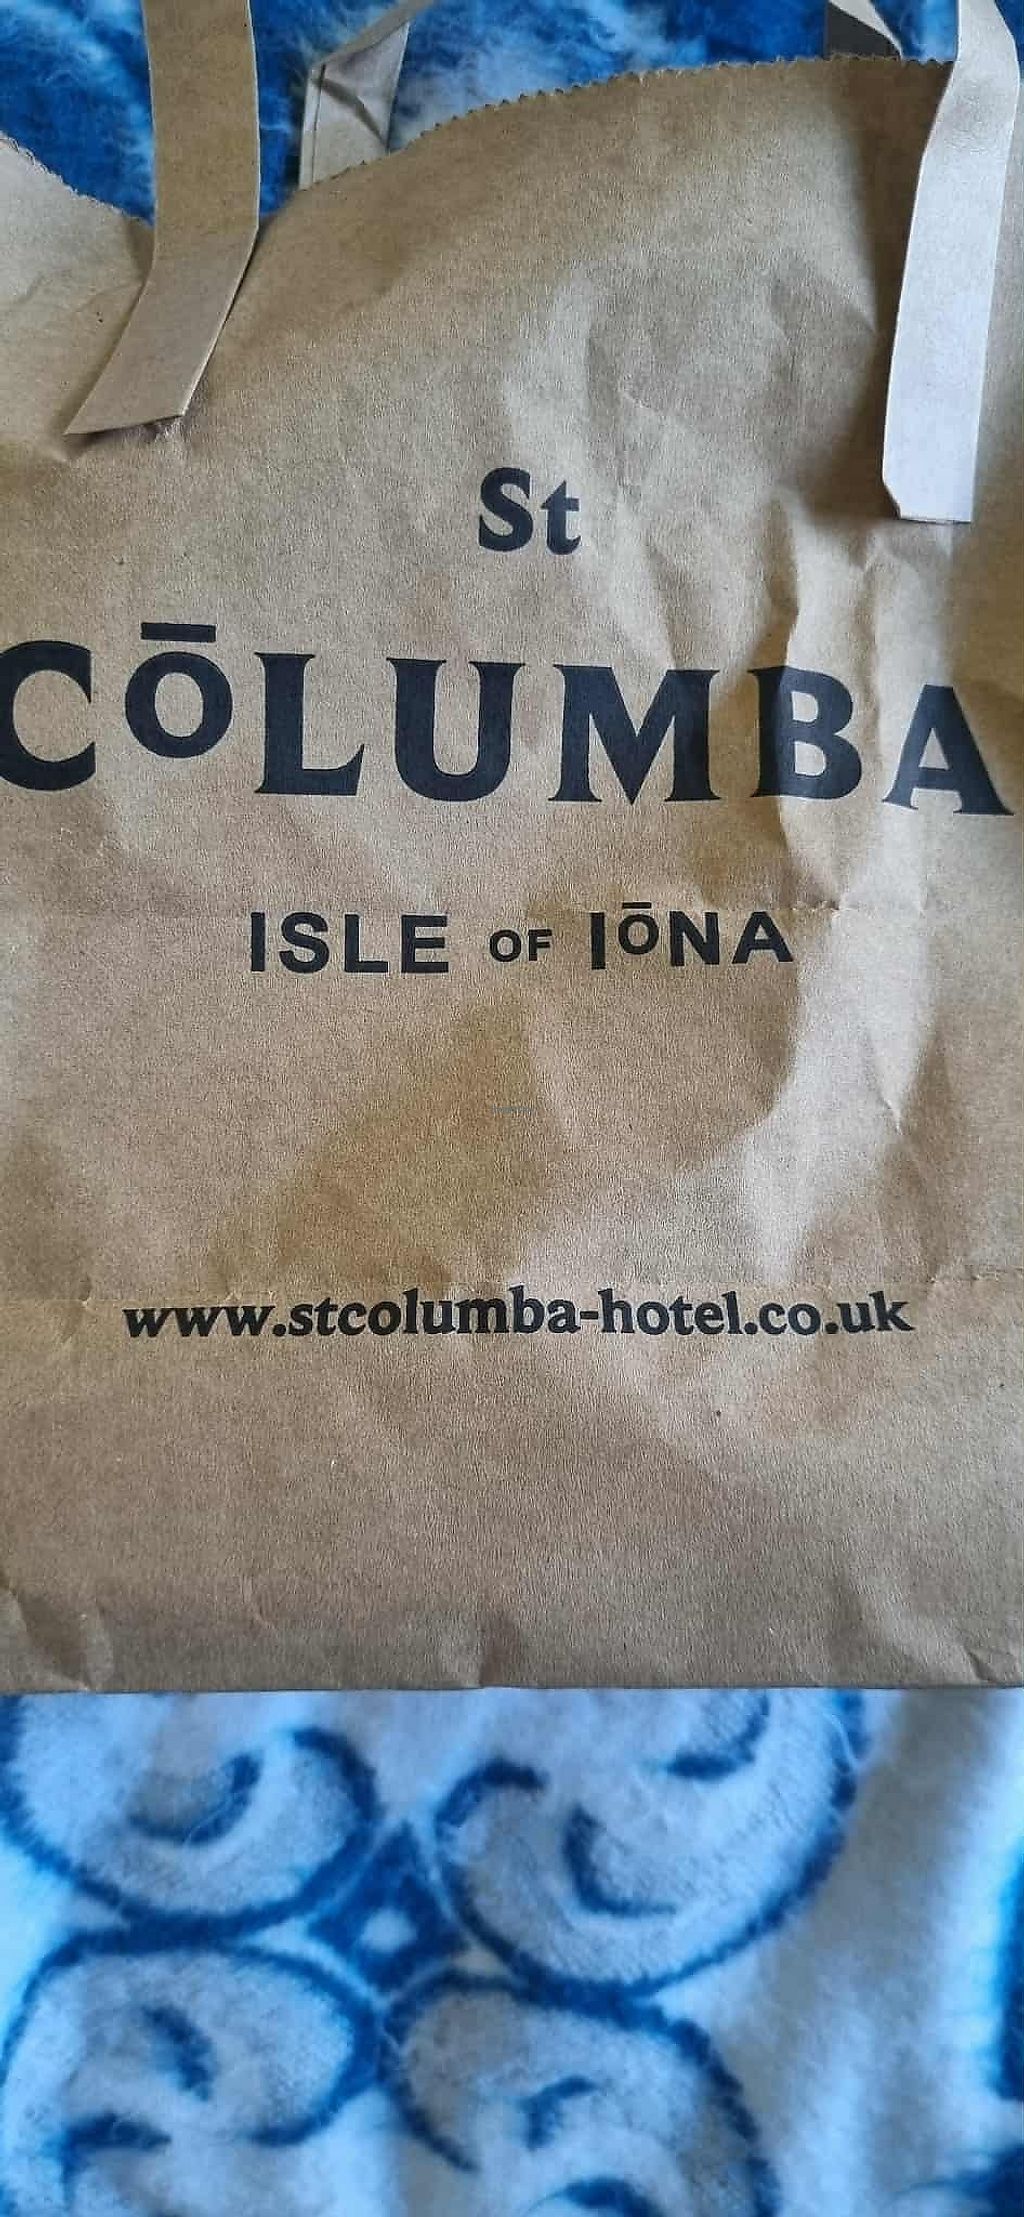 St
CŌLUMBA
ISLE OF IŌNA
www.stcolumba-hotel.co.uk